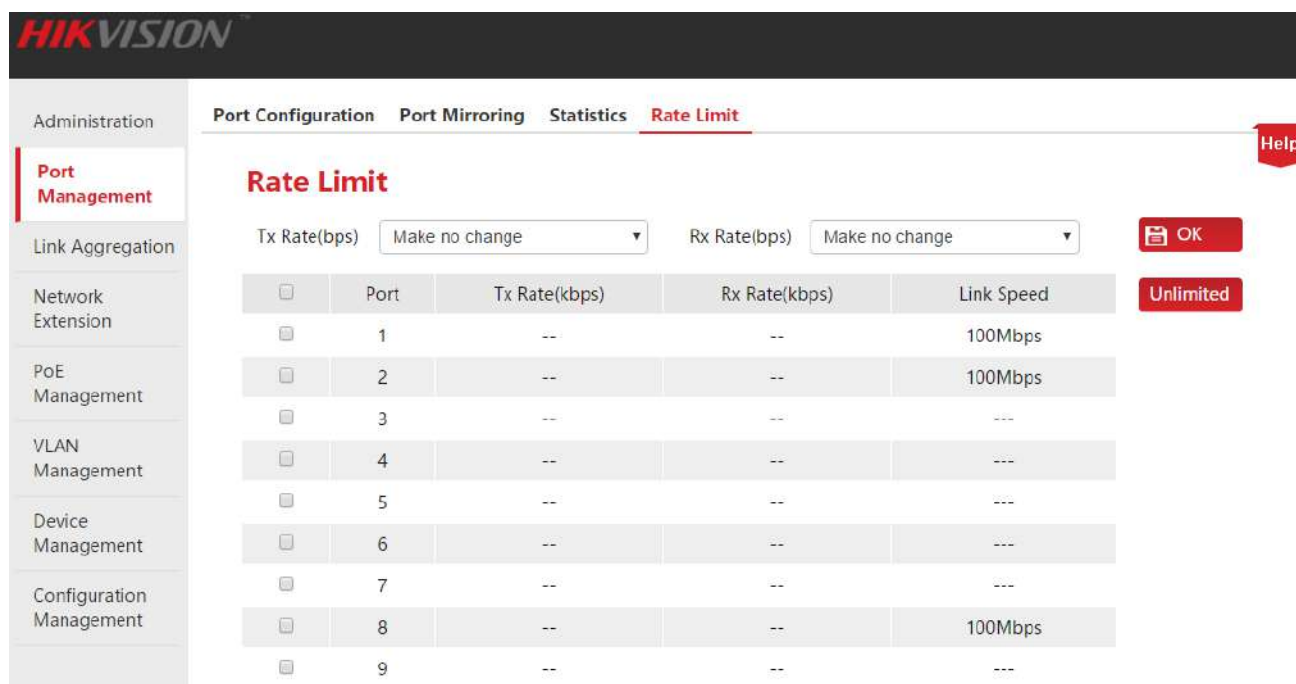 HIKVISION™
Administration
Port
Management
Link Aggregation
Network
Extension
PoE
Management
VLAN
Management
Device
Management
Configuration
Management
Port Configuration Port Mirroring Statistics Rate Limit
Help
Rate Limit
Tx Rate(bps) Make no change Rx Rate(bps) Make no change OK
Port Tx Rate(kbps) Rx Rate(kbps) Link Speed Unlimited
1 -- -- 100Mbps
2 -- -- 100Mbps
3 -- -- ---
4 -- -- ---
5 -- -- ---
6 -- -- ---
7 -- -- ---
8 -- -- 100Mbps
9 -- -- ---